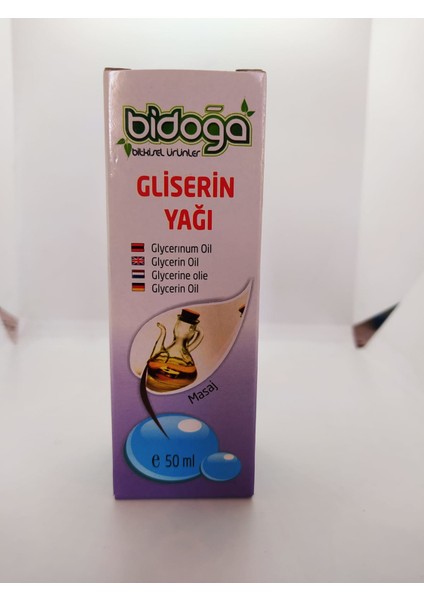 bidoğa
bitkisel ürünler
GLİSERİN
YAĞI
Glycerınum Oil
Glycerin Oil
Glycerine olie
Glycerin Oil
Masaj
℮ 50 ml